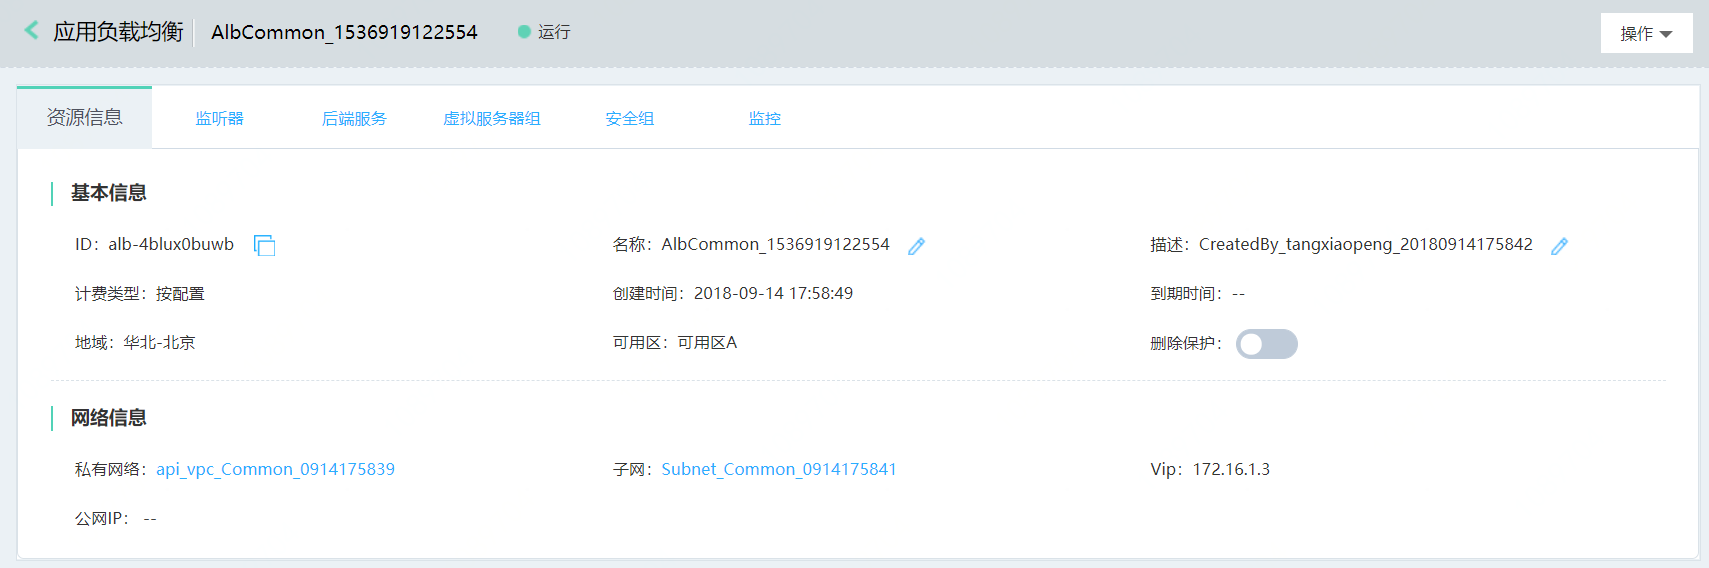 应用负载均衡 AlbCommon_1536919122554 运行 操作
资源信息 监听器 后端服务 虚拟服务器组 安全组 监控
基本信息
ID：alb-4blux0buwb 名称：AlbCommon_1536919122554 描述：CreatedBy_tangxiaopeng_20180914175842
计费类型：按配置 创建时间：2018-09-14 17:58:49 到期时间：--
地域：华北-北京 可用区：可用区A 删除保护：
网络信息
私有网络：api_vpc_Common_0914175839 子网：Subnet_Common_0914175841 Vip：172.16.1.3
公网IP： --